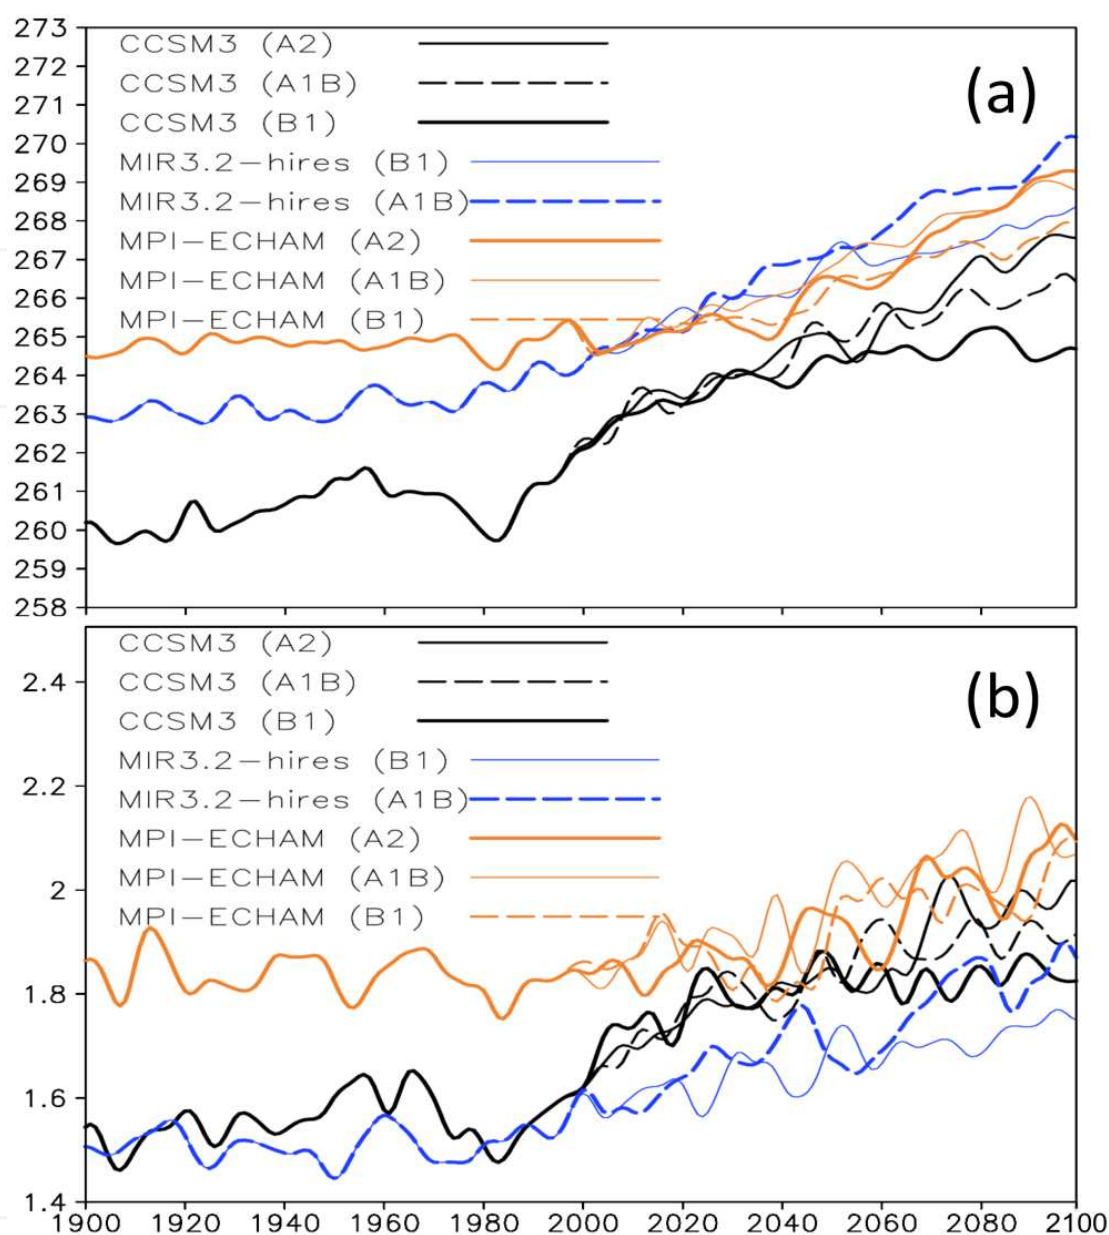 273
272
271
270
269
268
267
266
265
264
263
262
261
260
259
258
CCSM3 (A2)
CCSM3 (A1B)
CCSM3 (B1)
MIR3.2-hires (B1)
MIR3.2-hires (A1B)
MPI-ECHAM (A2)
MPI-ECHAM (A1B)
MPI-ECHAM (B1)
(a)
2.4
2.2
2
1.8
1.6
1.4
CCSM3 (A2)
CCSM3 (A1B)
CCSM3 (B1)
MIR3.2-hires (B1)
MIR3.2-hires (A1B)
MPI-ECHAM (A2)
MPI-ECHAM (A1B)
MPI-ECHAM (B1)
(b)
1900 1920 1940 1960 1980 2000 2020 2040 2060 2080 2100